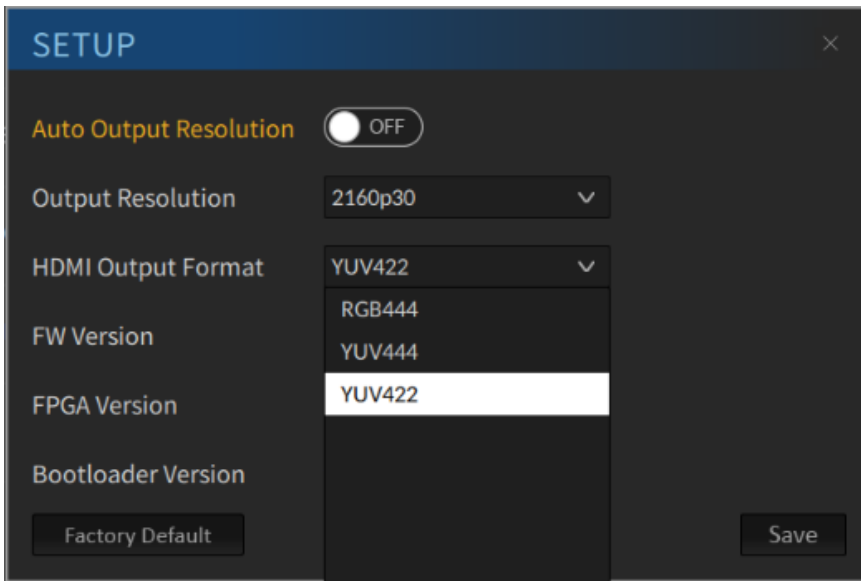 SETUP
Auto Output Resolution OFF
Output Resolution 2160p30
HDMI Output Format YUV422
RGB444
FW Version
YUV444
YUV422
FPGA Version
Bootloader Version
Factory Default Save